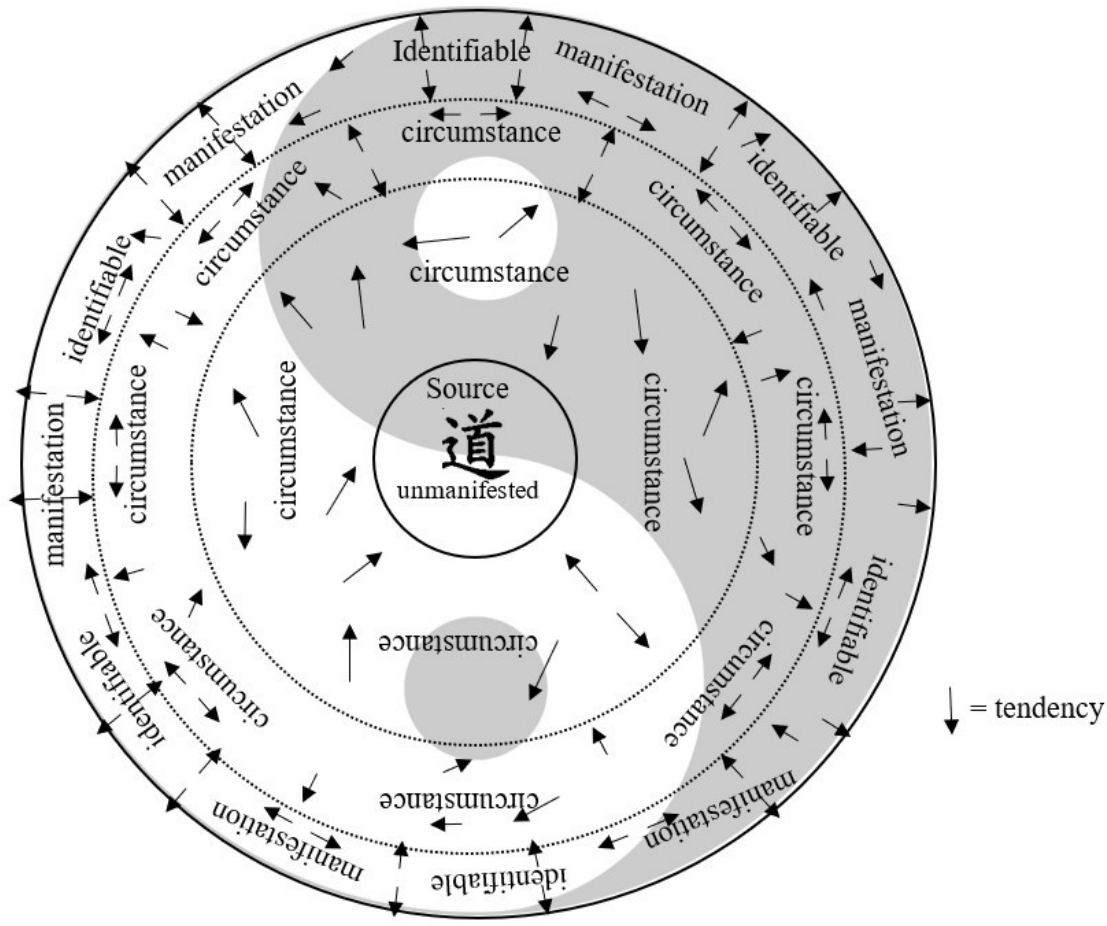 Identifiable
manifestation
identifiable
manifestation
identifiable
manifestation
identifiable
manifestation
identifiable
manifestation
identifiable
manifestation
circumstance
circumstance
circumstance
circumstance
circumstance
circumstance
circumstance
circumstance
circumstance
circumstance
circumstance
circumstance
Source
道
unmanifested
= tendency